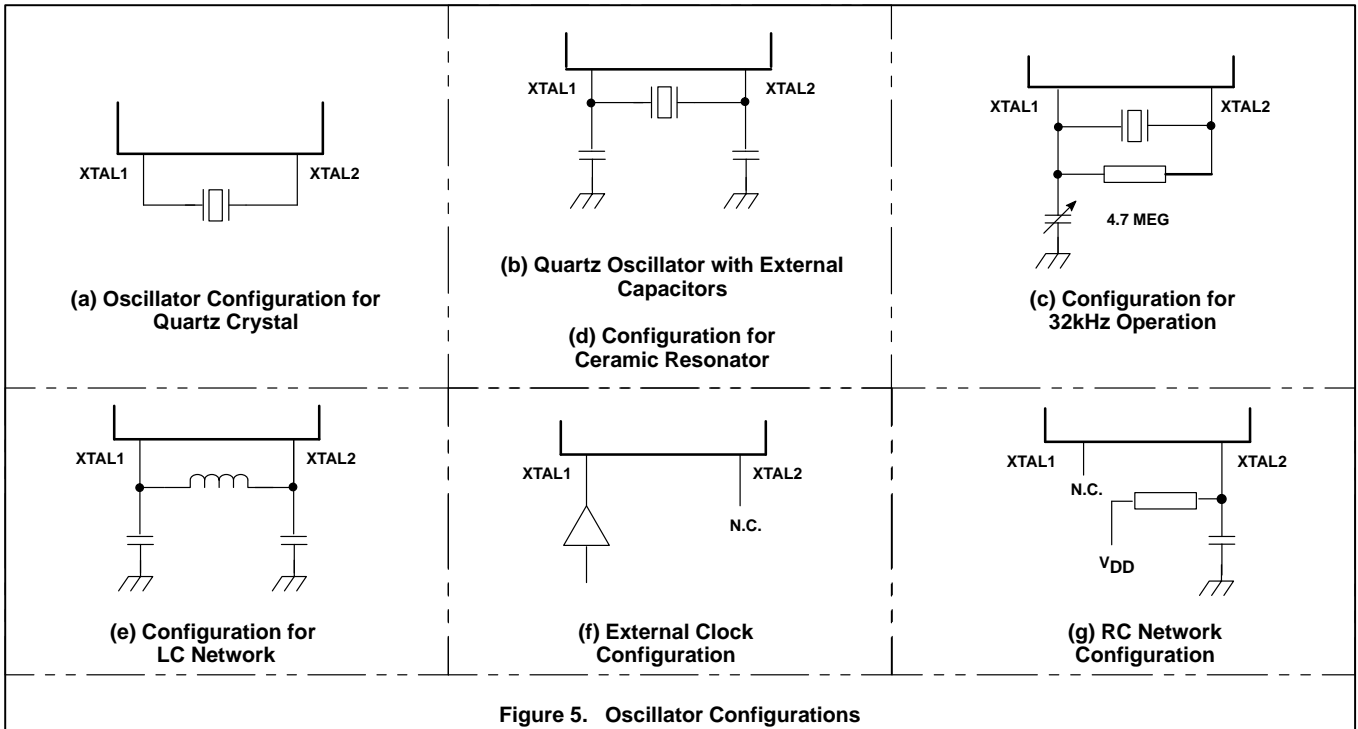 XTAL1
XTAL2
(a) Oscillator Configuration for
Quartz Crystal
XTAL1
XTAL2
(b) Quartz Oscillator with External
Capacitors
(d) Configuration for
Ceramic Resonator
XTAL1
XTAL2
4.7 MEG
(c) Configuration for
32kHz Operation
XTAL1
XTAL2
(e) Configuration for
LC Network
XTAL1
XTAL2
N.C.
(f) External Clock
Configuration
XTAL1
XTAL2
N.C.
VDD
(g) RC Network
Configuration
Figure 5. Oscillator Configurations